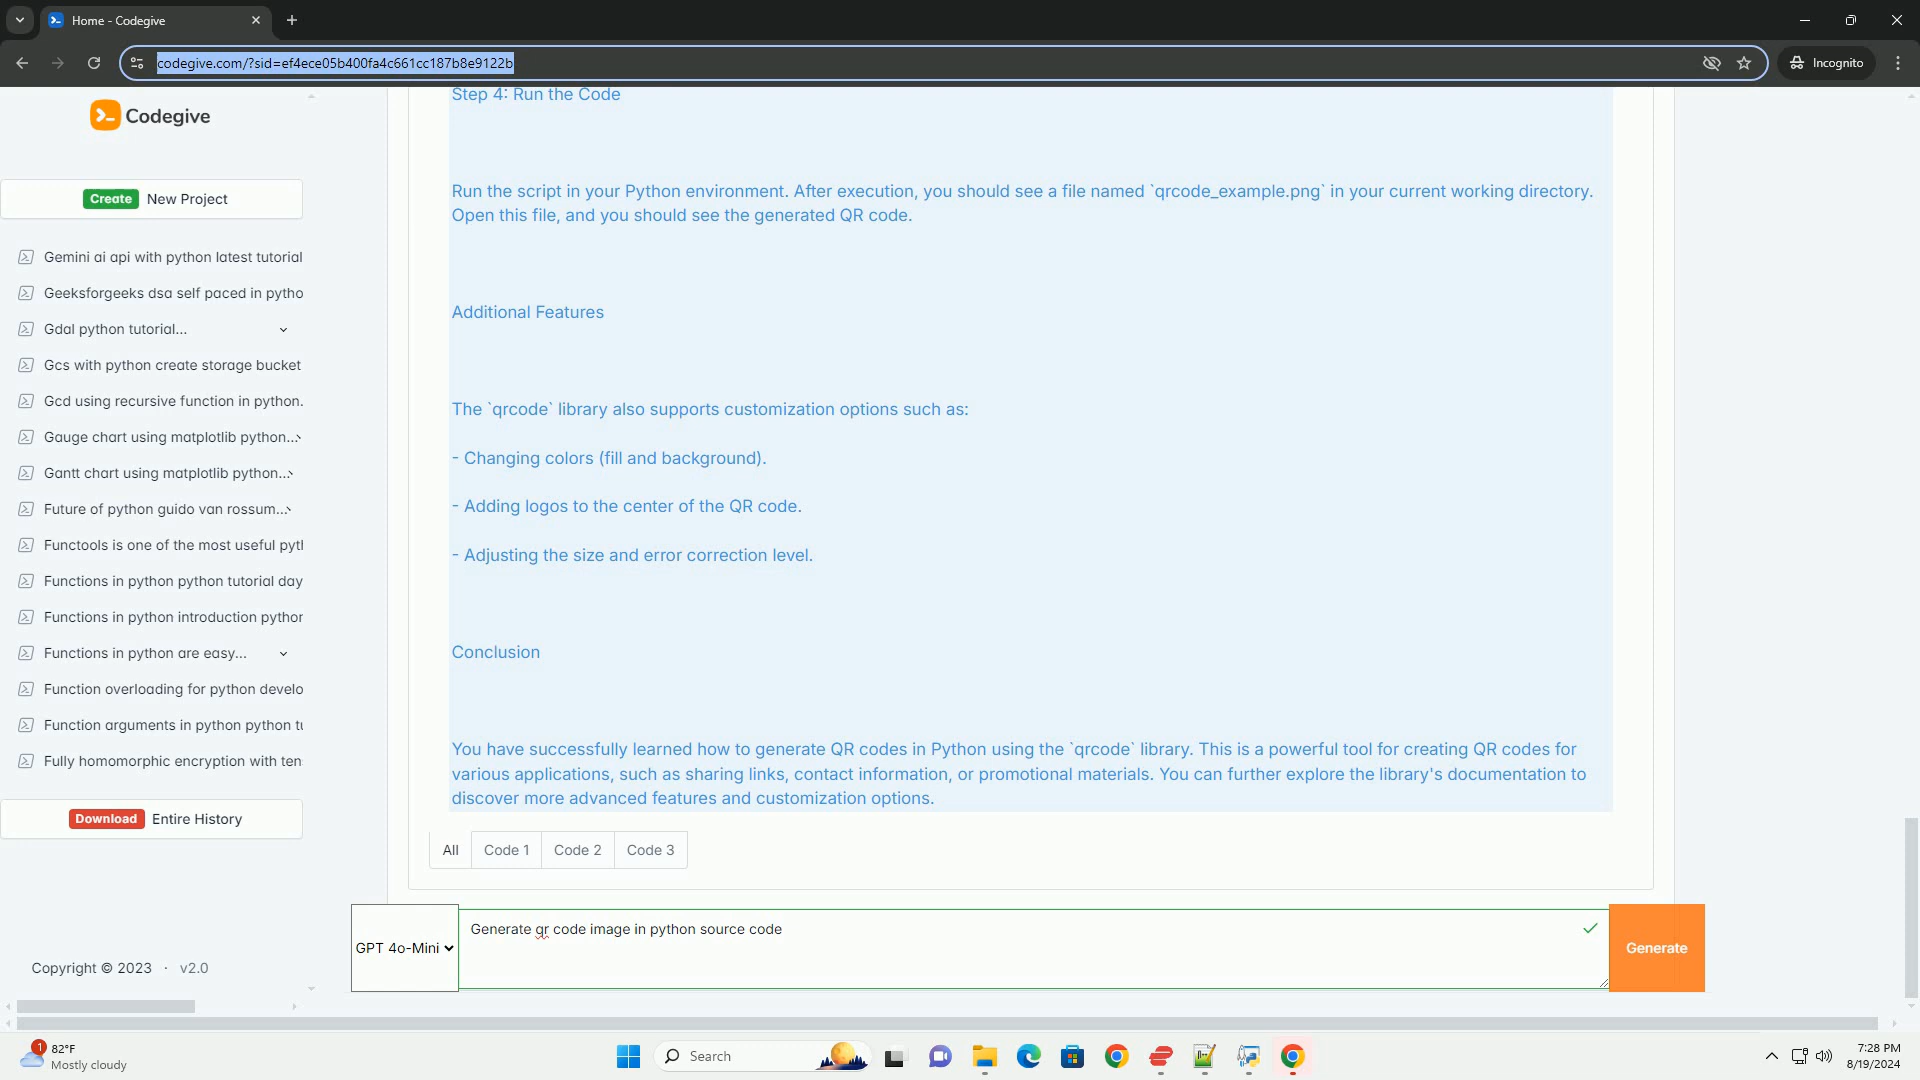 Home - Codegive
codegive.com/?sid=ef4ece05b400fa4c661cc187b8e9122b
Incognito
Codegive
Create New Project
Gemini ai api with python latest tutorial
Geeksforgeeks dsa self paced in pytho
Gdal python tutorial...
Gcs with python create storage bucket
Gcd using recursive function in python.
Gauge chart using matplotlib python...
Gantt chart using matplotlib python...
Future of python guido van rossum...
Functools is one of the most useful pyt
Functions in python python tutorial day
Functions in python introduction python
Functions in python are easy...
Function overloading for python develo
Function arguments in python python tu
Fully homomorphic encryption with ten
Download Entire History
Copyright © 2023 · v2.0
Step 4: Run the Code
Run the script in your Python environment. After execution, you should see a file named `qrcode_example.png` in your current working directory.
Open this file, and you should see the generated QR code.
Additional Features
The `qrcode` library also supports customization options such as:
- Changing colors (fill and background).
- Adding logos to the center of the QR code.
- Adjusting the size and error correction level.
Conclusion
You have successfully learned how to generate QR codes in Python using the `qrcode` library. This is a powerful tool for creating QR codes for
various applications, such as sharing links, contact information, or promotional materials. You can further explore the library's documentation to
discover more advanced features and customization options.
All Code 1 Code 2 Code 3
GPT 4o-Mini
Generate qr code image in python source code
Generate
1
82°F
Mostly cloudy
Search
7:28 PM
8/19/2024